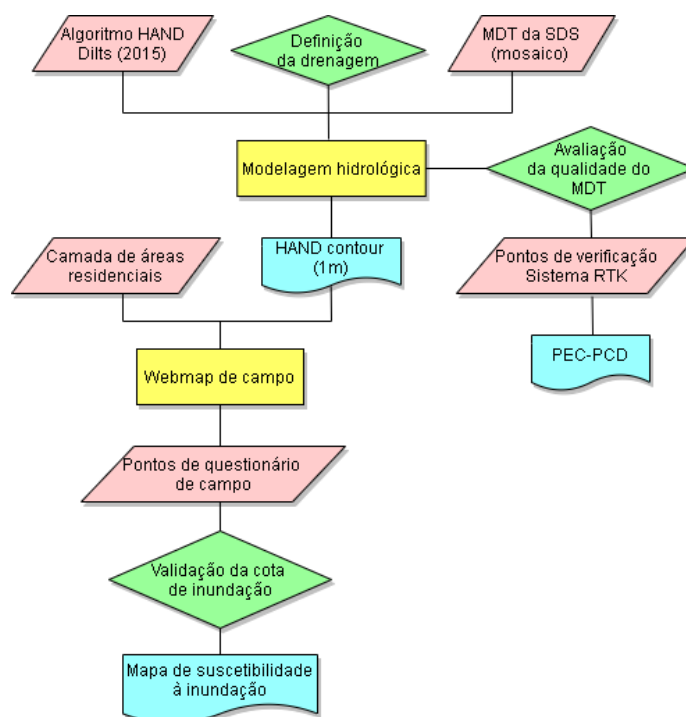 Algoritmo HAND
Dilts (2015)
Definição
da drenagem
MDT da SDS
(mosaico)
Modelagem hidrológica
Avaliação
da qualidade do
MDT
Camada de áreas
residenciais
HAND contour
(1m)
Pontos de verificação
Sistema RTK
Webmap de campo
PEC-PCD
Pontos de questionário
de campo
Validação da cota
de inundação
Mapa de suscetibilidade
à inundação